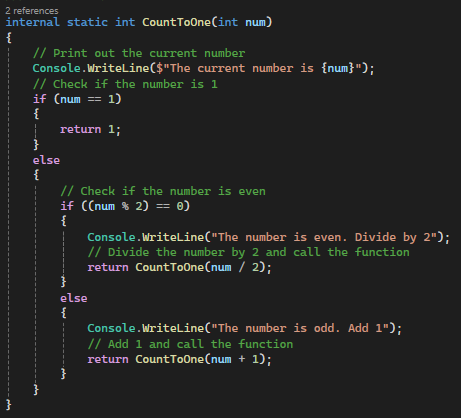 2 references
internal static int CountToOne(int num)
{
// Print out the current number
Console.WriteLine($"The current number is {num}");
// Check if the number is 1
if (num == 1)
{
return 1;
}
else
{
// Check if the number is even
if ((num % 2) == 0)
{
Console.WriteLine("The number is even. Divide by 2");
// Divide the number by 2 and call the function
return CountToOne(num / 2);
}
else
{
Console.WriteLine("The number is odd. Add 1");
// Add 1 and call the function
return CountToOne(num + 1);
}
}
}